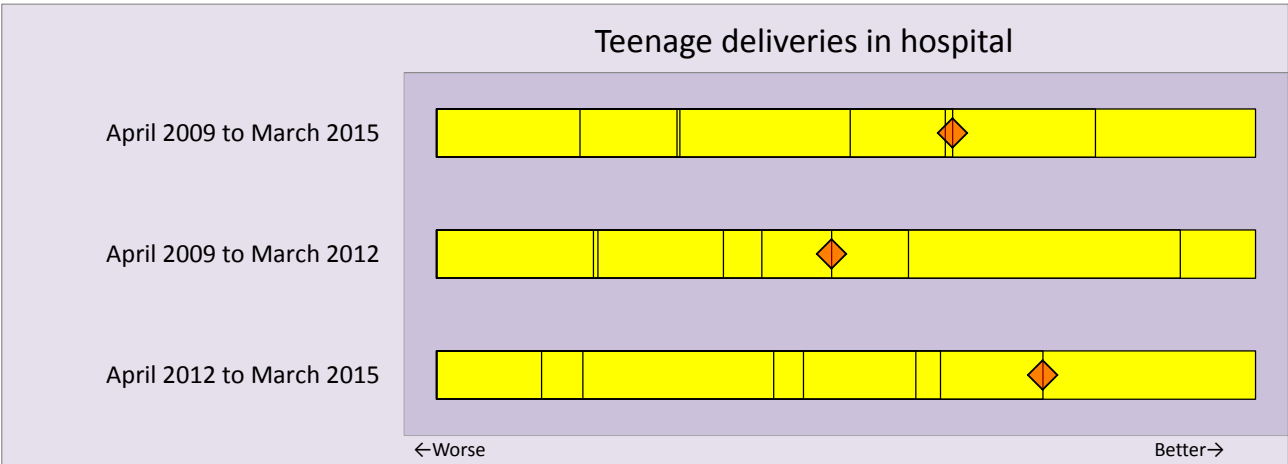 Teenage deliveries in hospital
April 2009 to March 2015
April 2009 to March 2012
April 2012 to March 2015
←Worse Better→